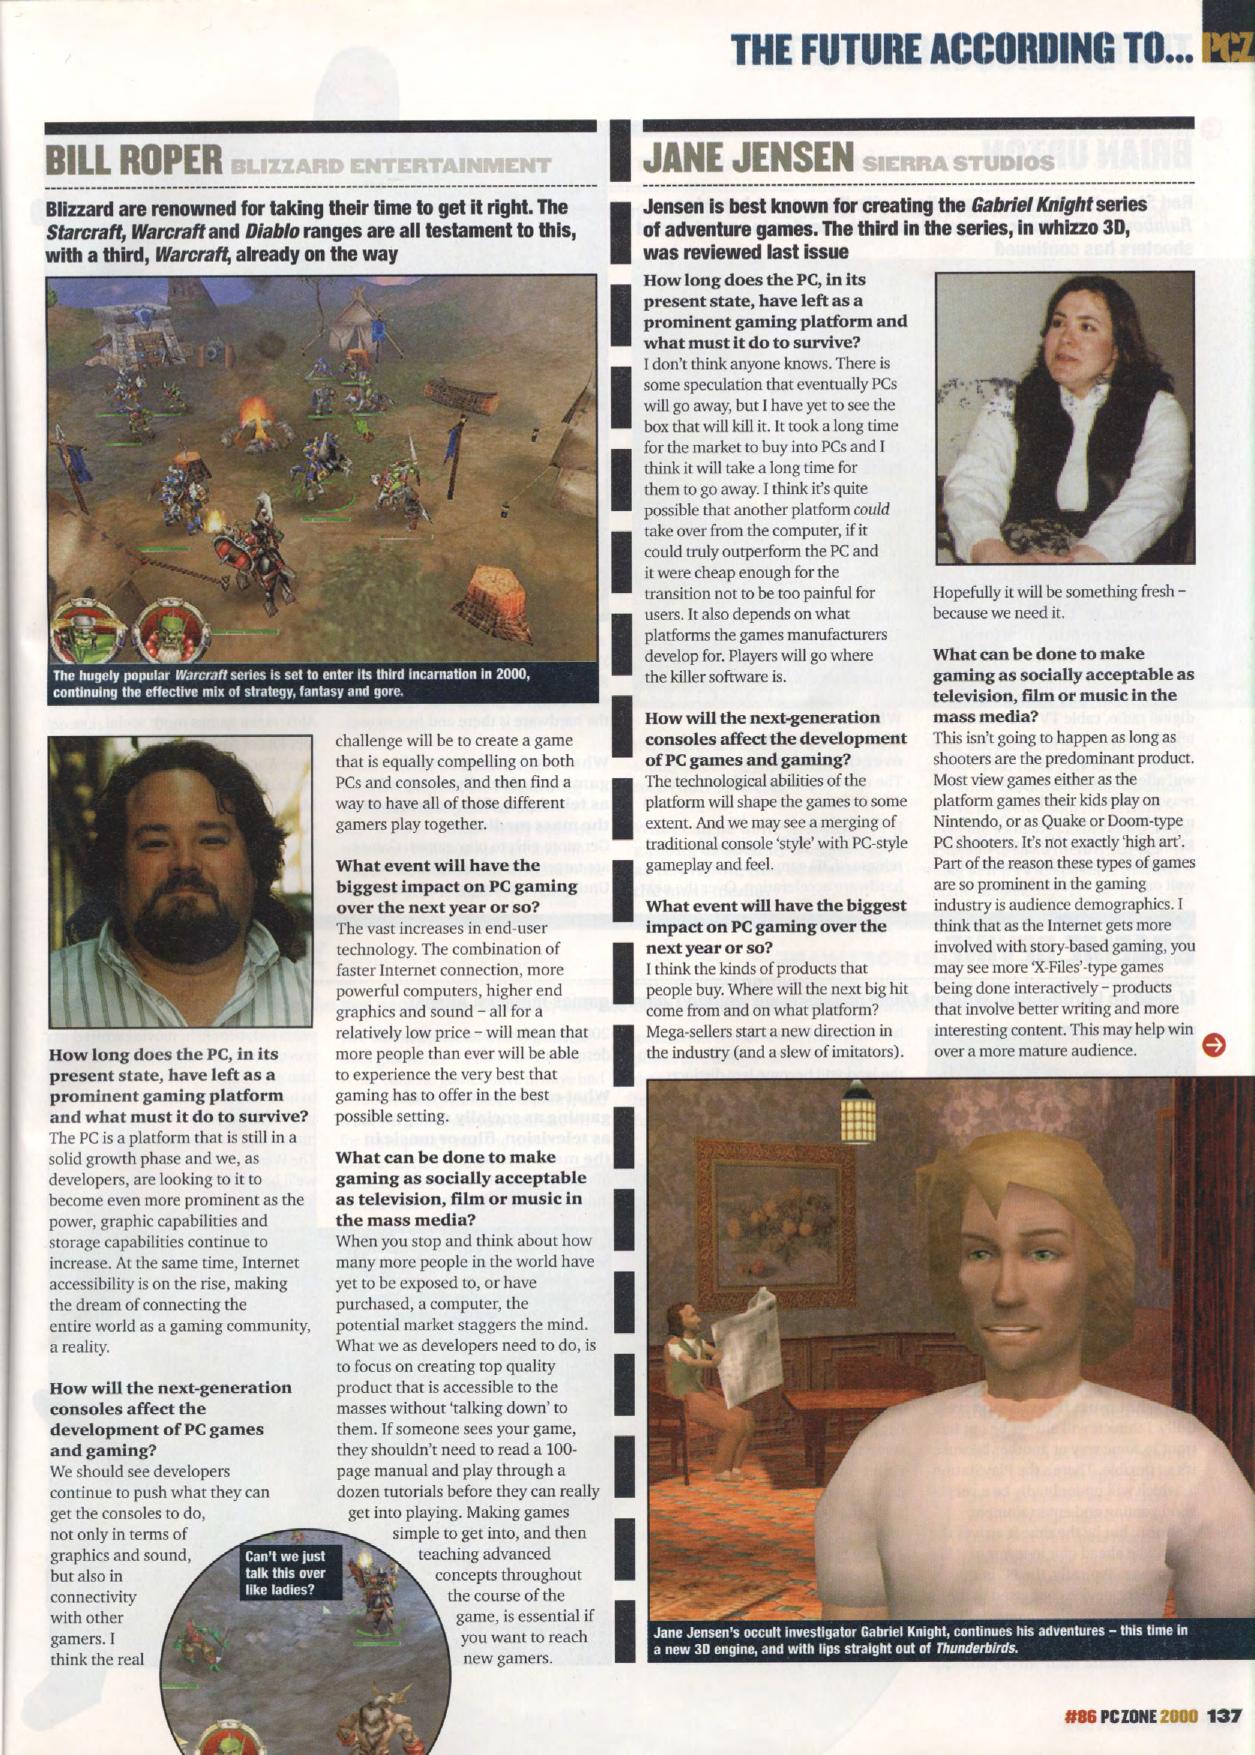 THE FUTURE ACCORDING TO... PCZ
BILL ROPER BLIZZARD ENTERTAINMENT
Blizzard are renowned for taking their time to get it right. The
Starcraft, Warcraft and Diablo ranges are all testament to this,
with a third, Warcraft, already on the way
The hugely popular Warcraft series is set to enter its third incarnation in 2000,
continuing the effective mix of strategy, fantasy and gore.
How long does the PC, in its
present state, have left as a
prominent gaming platform
and what must it do to survive?
The PC is a platform that is still in a
solid growth phase and we, as
developers, are looking to it to
become even more prominent as the
power, graphic capabilities and
storage capabilities continue to
increase. At the same time, Internet
accessibility is on the rise, making
the dream of connecting the
entire world as a gaming community,
a reality.
How will the next-generation
consoles affect the
development of PC games
and gaming?
We should see developers
continue to push what they can
get the consoles to do,
not only in terms of
graphics and sound,
but also in
connectivity
with other
gamers. I
think the real
Can't we just
talk this over
like ladies?
challenge will be to create a game
that is equally compelling on both
PCs and consoles, and then find a
way to have all of those different
gamers play together.
What event will have the
biggest impact on PC gaming
over the next year or so?
The vast increases in end-user
technology. The combination of
faster Internet connection, more
powerful computers, higher end
graphics and sound – all for a
relatively low price – will mean that
more people than ever will be able
to experience the very best that
gaming has to offer in the best
possible setting.
What can be done to make
gaming as socially acceptable
as television, film or music in
the mass media?
When you stop and think about how
many more people in the world have
yet to be exposed to, or have
purchased, a computer, the
potential market staggers the mind.
What we as developers need to do, is
to focus on creating top quality
product that is accessible to the
masses without 'talking down' to
them. If someone sees your game,
they shouldn't need to read a 100-
page manual and play through a
dozen tutorials before they can really
get into playing. Making games
simple to get into, and then
teaching advanced
concepts throughout
the course of the
game, is essential if
you want to reach
new gamers.
JANE JENSEN SIERRA STUDIOS
Jensen is best known for creating the Gabriel Knight series
of adventure games. The third in the series, in whizzo 3D,
was reviewed last issue
How long does the PC, in its
present state, have left as a
prominent gaming platform and
what must it do to survive?
I don't think anyone knows. There is
some speculation that eventually PCs
will go away, but I have yet to see the
box that will kill it. It took a long time
for the market to buy into PCs and I
think it will take a long time for
them to go away. I think it's quite
possible that another platform could
take over from the computer, if it
could truly outperform the PC and
it were cheap enough for the
transition not to be too painful for
users. It also depends on what
platforms the games manufacturers
develop for. Players will go where
the killer software is.
How will the next-generation
consoles affect the development
of PC games and gaming?
The technological abilities of the
platform will shape the games to some
extent. And we may see a merging of
traditional console 'style' with PC-style
gameplay and feel.
What event will have the biggest
impact on PC gaming over the
next year or so?
I think the kinds of products that
people buy. Where will the next big hit
come from and on what platform?
Mega-sellers start a new direction in
the industry (and a slew of imitators).
Hopefully it will be something fresh –
because we need it.
What can be done to make
gaming as socially acceptable as
television, film or music in the
mass media?
This isn't going to happen as long as
shooters are the predominant product.
Most view games either as the
platform games their kids play on
Nintendo, or as Quake or Doom-type
PC shooters. It's not exactly 'high art'.
Part of the reason these types of games
are so prominent in the gaming
industry is audience demographics. I
think that as the Internet gets more
involved with story-based gaming, you
may see more 'X-Files'-type games
being done interactively – products
that involve better writing and more
interesting content. This may help win
over a more mature audience.
Jane Jensen's occult investigator Gabriel Knight, continues his adventures – this time in
a new 3D engine, and with lips straight out of Thunderbirds.
#86 PC ZONE 2000 137